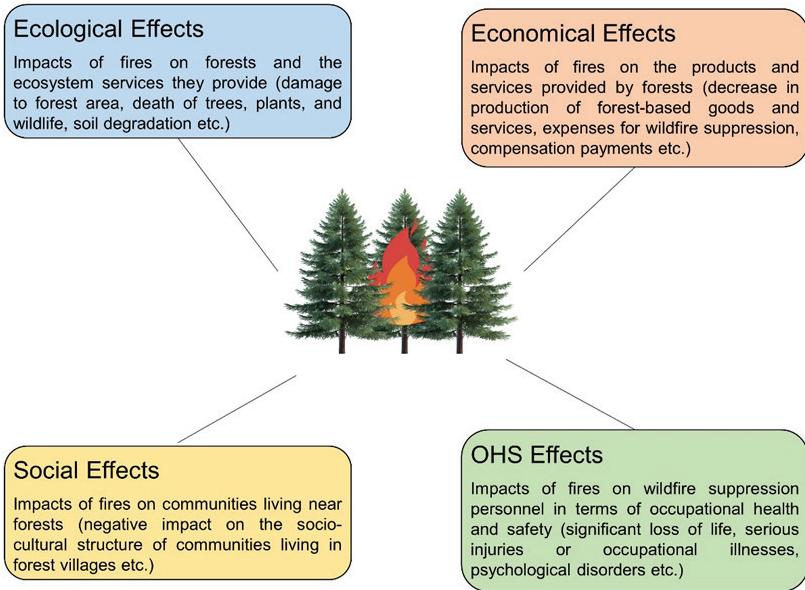 Ecological Effects
Impacts of fires on forests and the
ecosystem services they provide (damage
to forest area, death of trees, plants, and
wildlife, soil degradation etc.)
Economical Effects
Impacts of fires on the products and
services provided by forests (decrease in
production of forest-based goods and
services, expenses for wildfire suppression,
compensation payments etc.)
Social Effects
Impacts of fires on communities living near
forests (negative impact on the socio-
cultural structure of communities living in
forest villages etc.)
OHS Effects
Impacts of fires on wildfire suppression
personnel in terms of occupational health
and safety (significant loss of life, serious
injuries or occupational illnesses,
psychological disorders etc.)